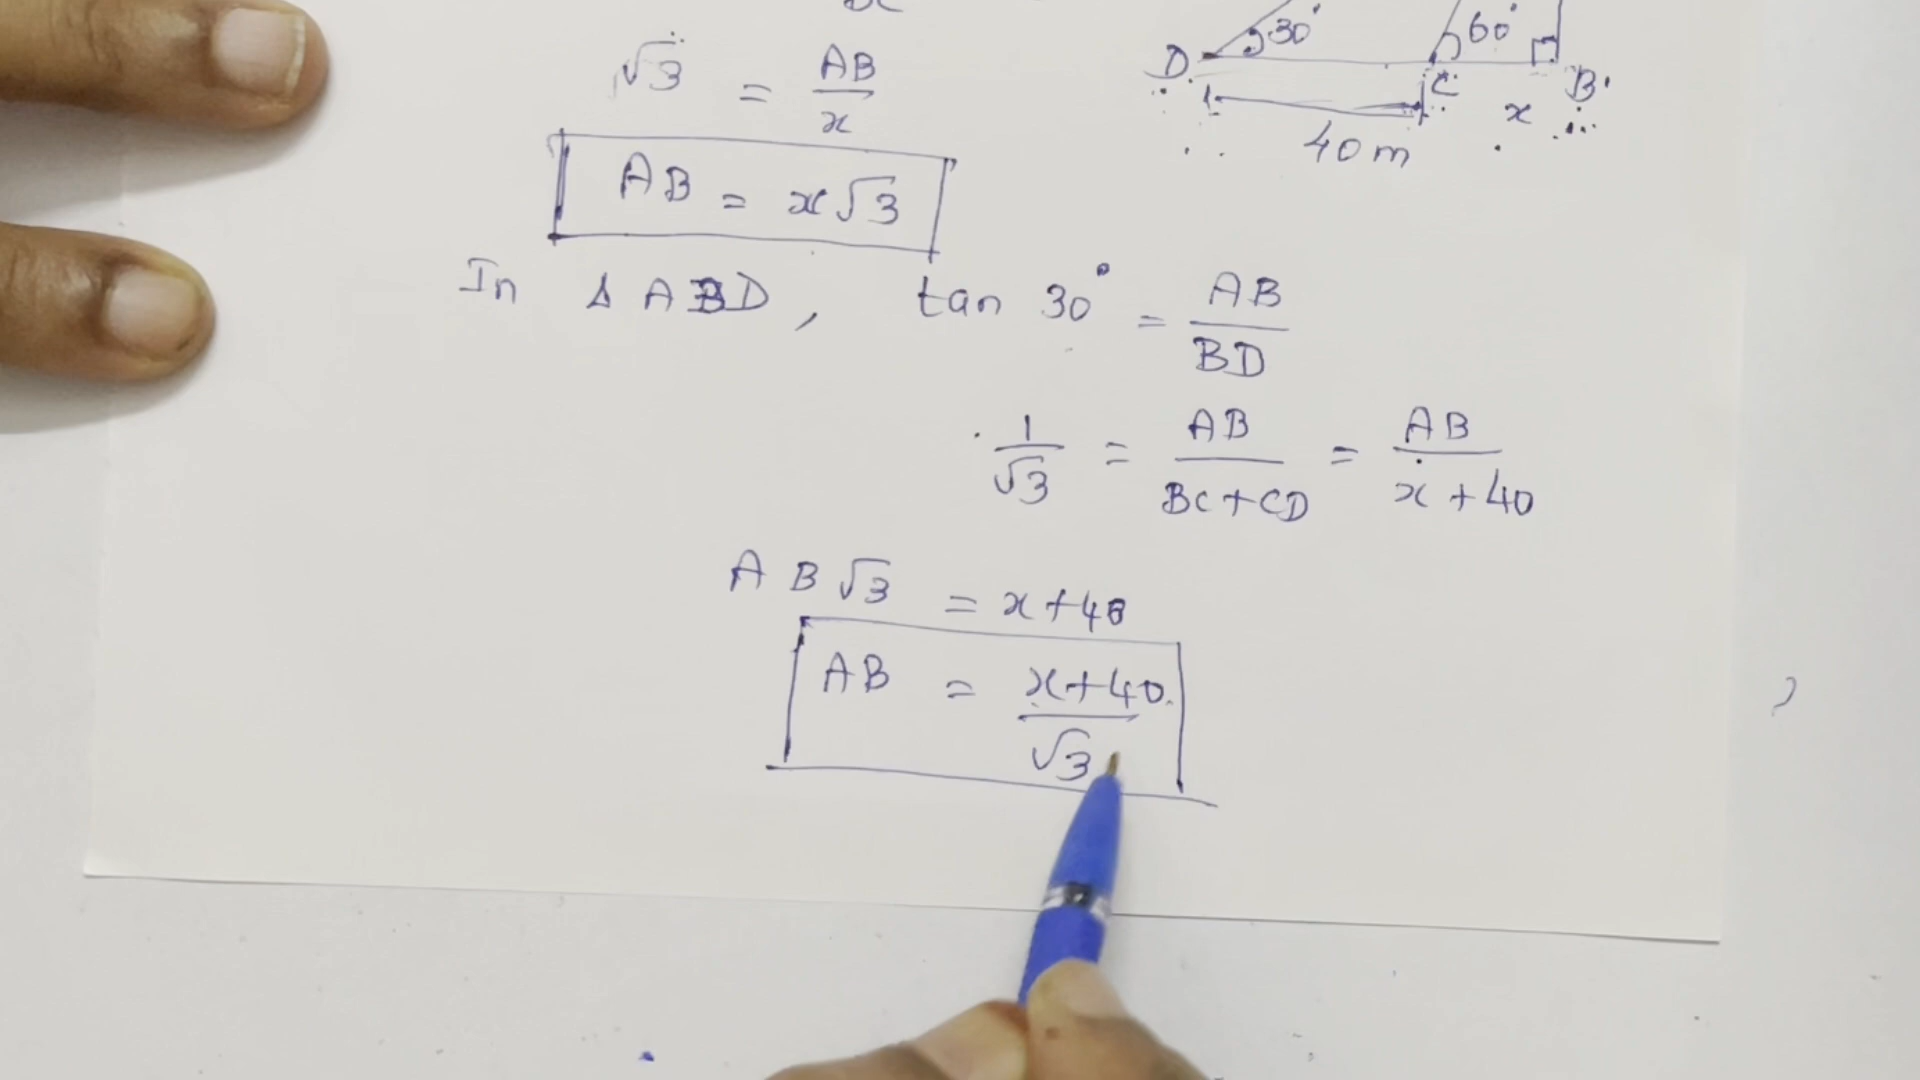 √3 = AB/x
AB = x√3
30° 60°
D C B
x
40 m
In Δ ABD, tan 30° = AB/BD
1/√3 = AB/BC+CD = AB/x+40
AB√3 = x+40
AB = x+40/√3